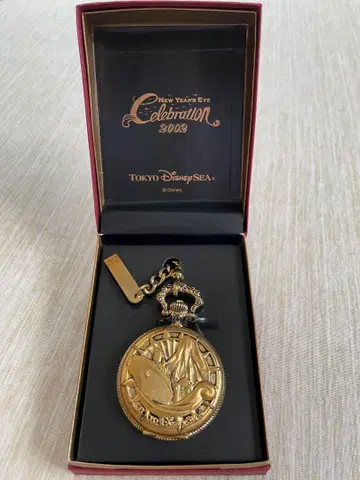 NEW YEAR'S EVE
Celebration
2002
TOKYO DISNEYSEA®
© Disney